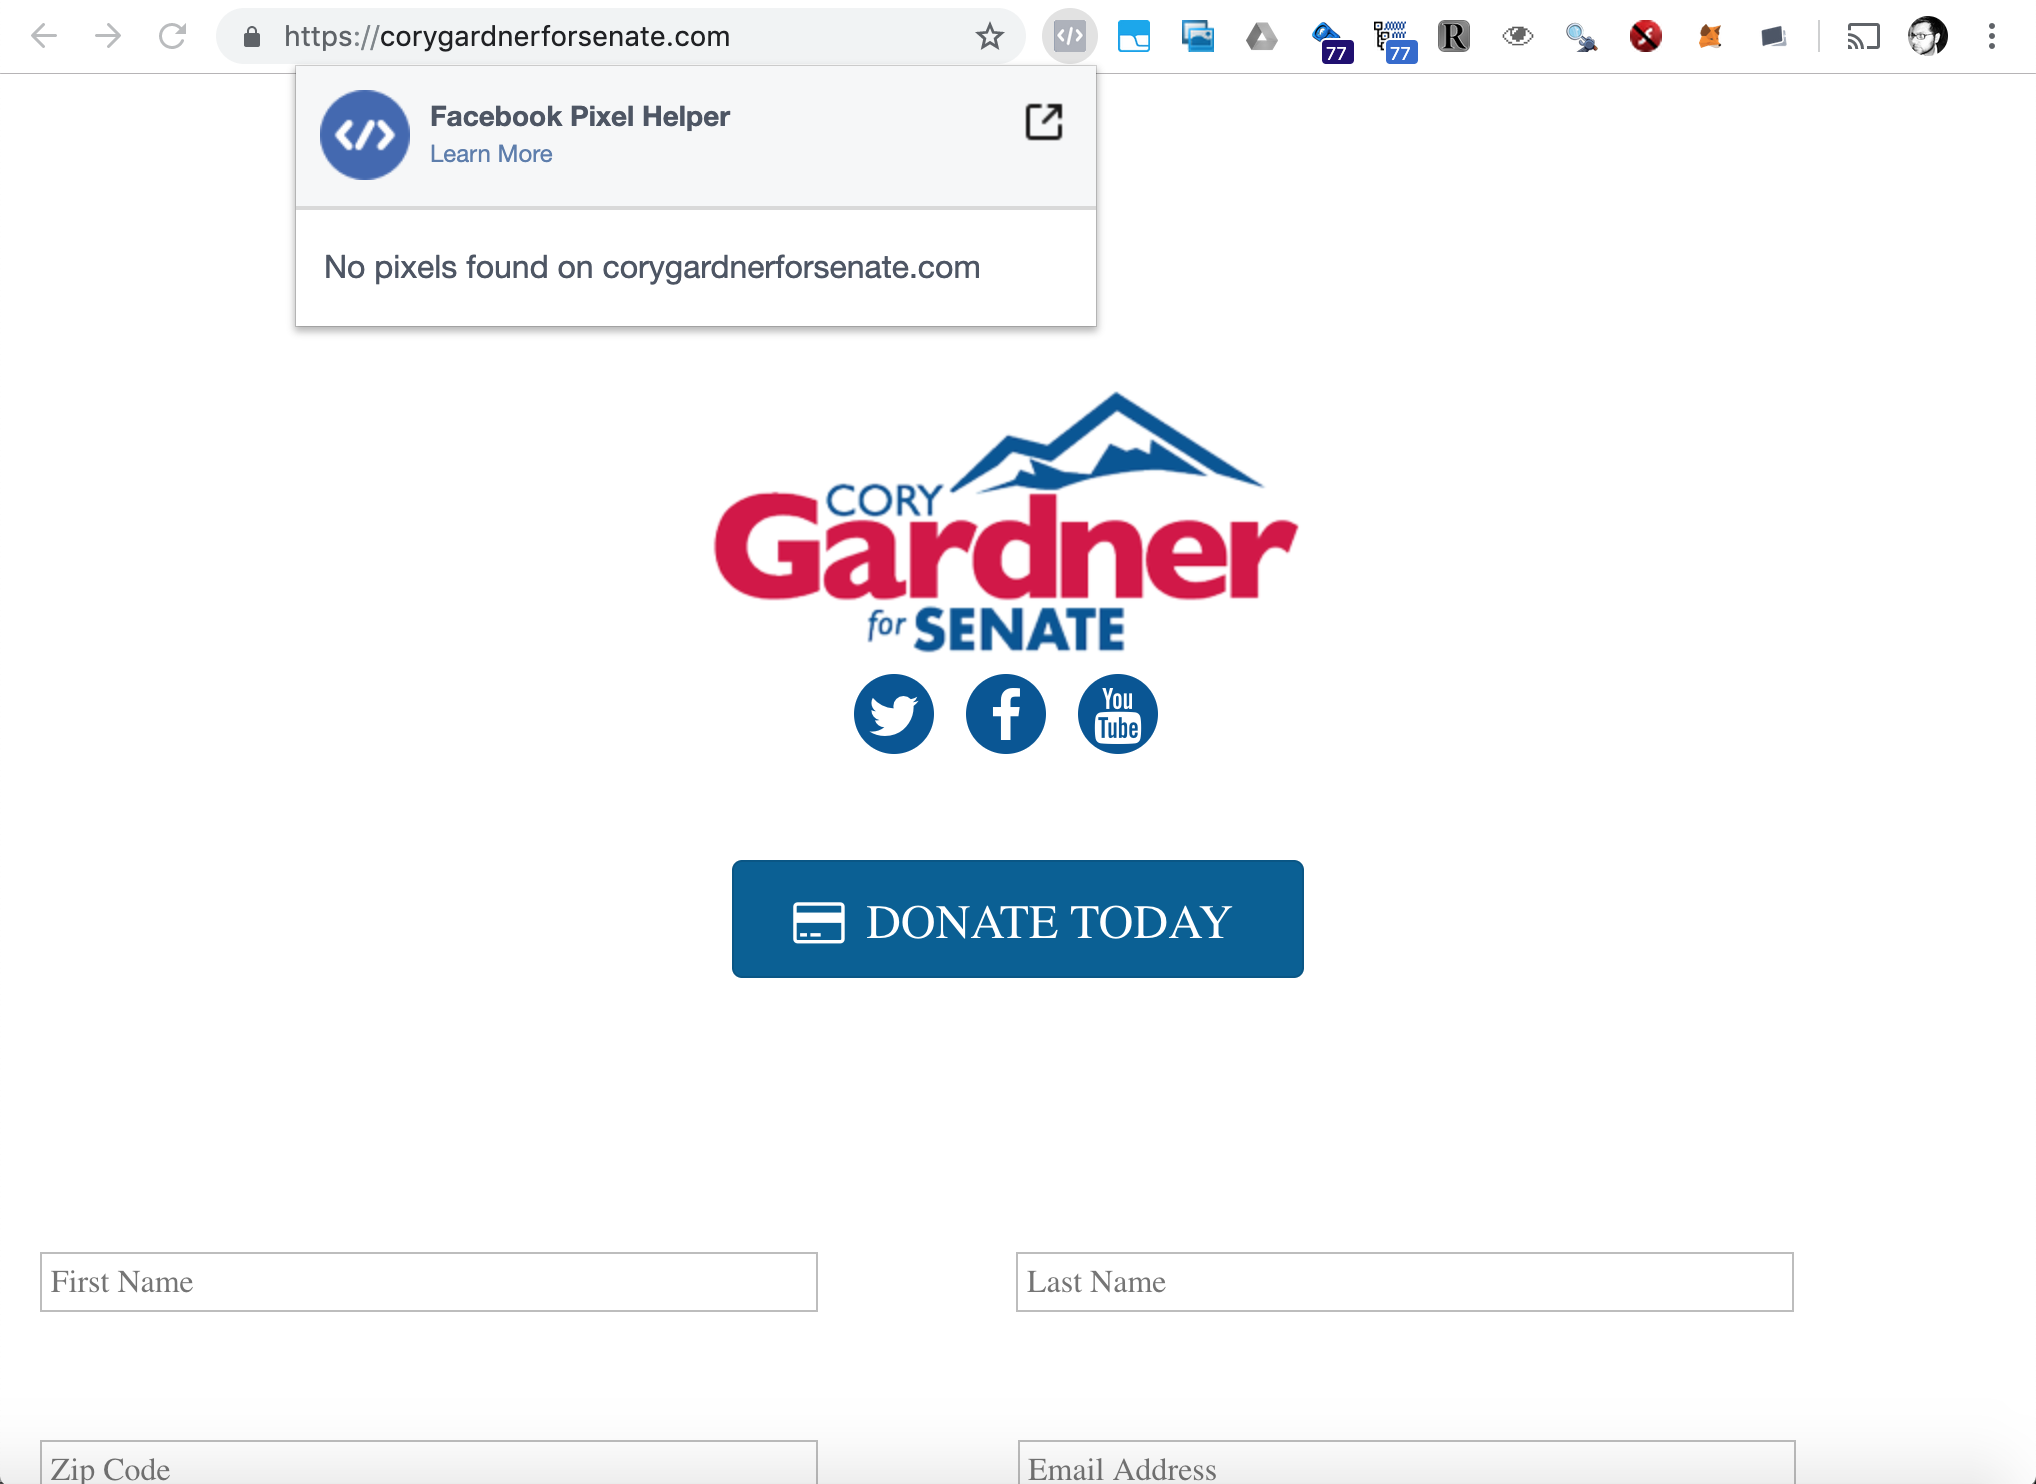 https://corygardnerforsenate.com
77
77
R
Facebook Pixel Helper
Learn More
No pixels found on corygardnerforsenate.com
CORY
Gardner
for SENATE
You
Tube
DONATE TODAY
First Name
Last Name
Zip Code
Email Address